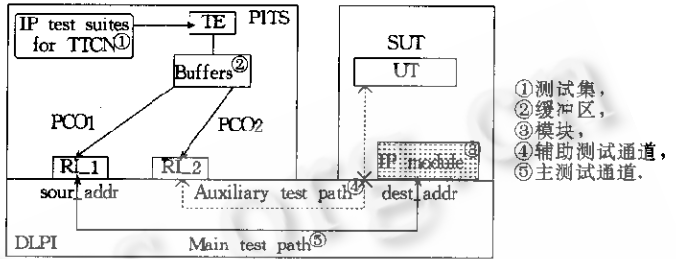 IP test suites
for TTCN①
TE
PITS
Buffers②
PCO1
PCO2
RI_1
RI_2
SUT
UT
IP module③
sour_addr
Auxiliary test path④
dest_addr
DLPI
Main test path⑤
①测试集，
②缓冲区，
③模块，
④辅助测试通道，
⑤主测试通道．